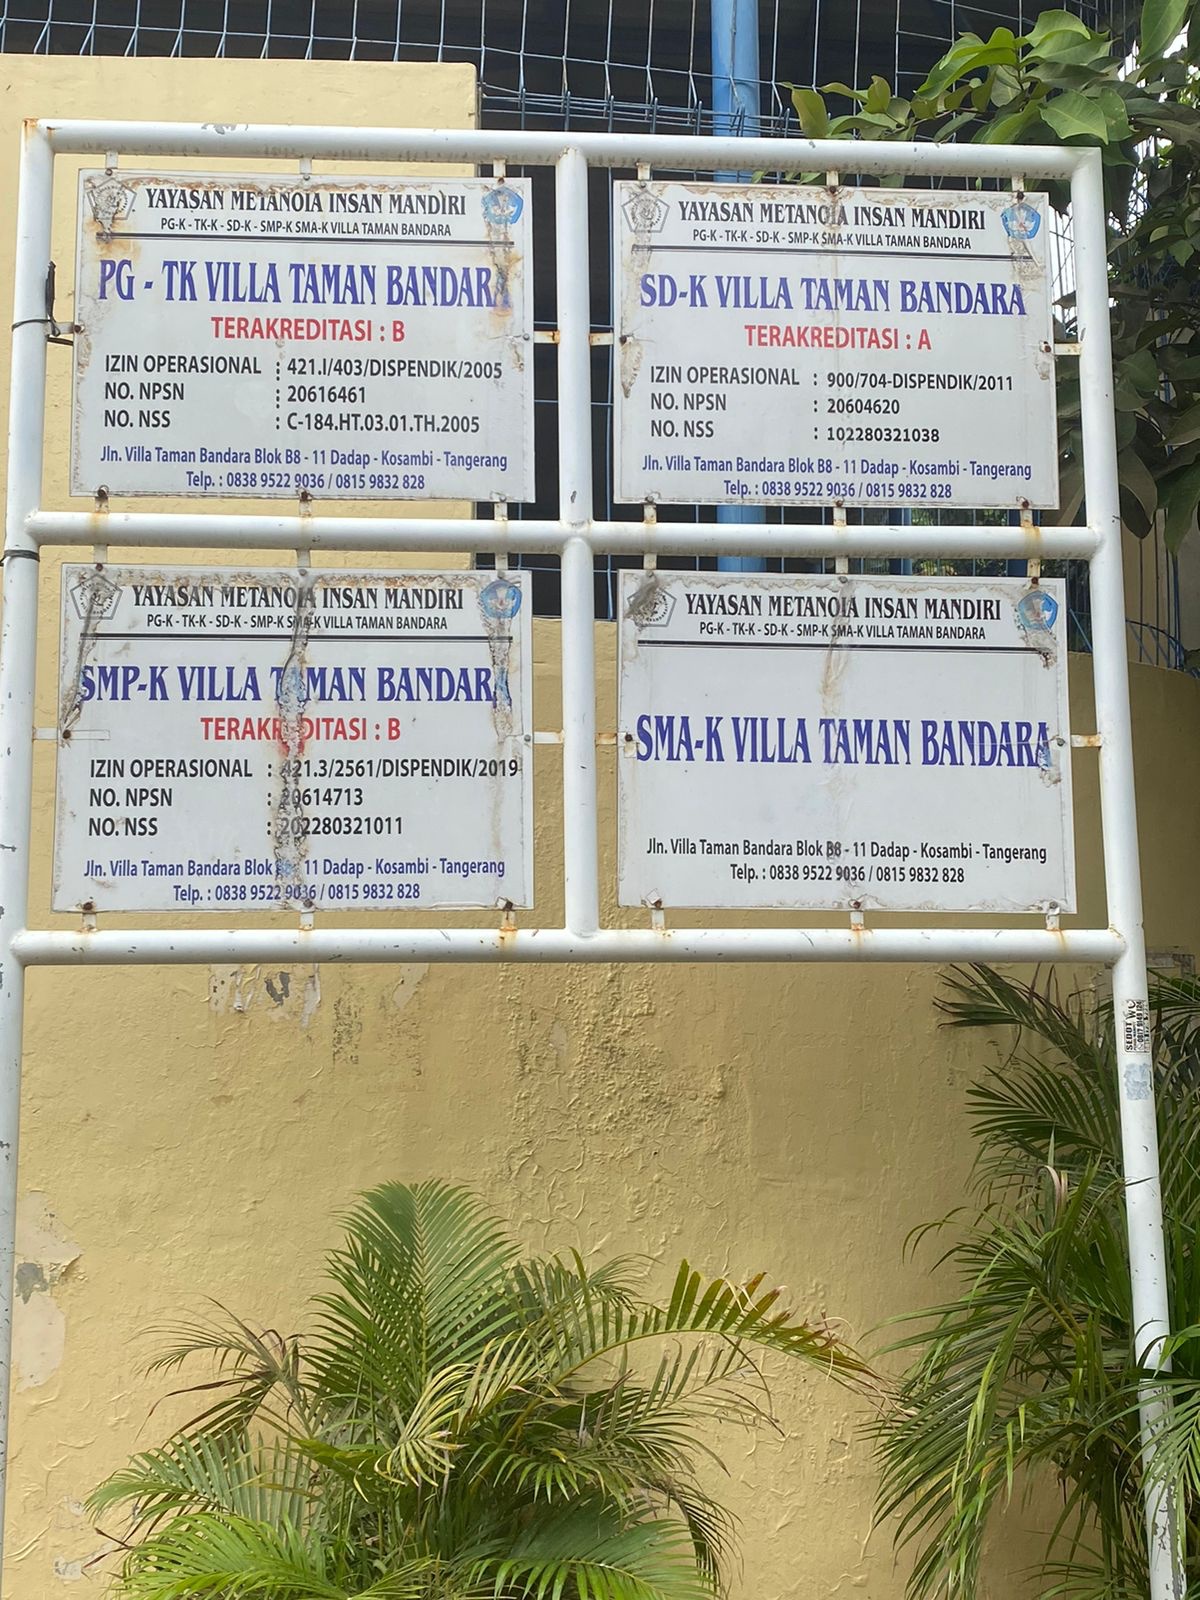 YAYASAN METANOIA INSAN MANDIRI
PG-K - TK-K - SD-K - SMP-K SMA-K VILLA TAMAN BANDARA
PG - TK VILLA TAMAN BANDARA
TERAKREDITASI : B
IZIN OPERASIONAL : 421.I/403/DISPENDIK/2005
NO. NPSN : 20616461
NO. NSS : C-184.HT.03.01.TH.2005
Jln. Villa Taman Bandara Blok B8 - 11 Dadap - Kosambi - Tangerang
Telp. : 0838 9522 9036 / 0815 9832 828
YAYASAN METANOIA INSAN MANDIRI
PG-K - TK-K - SD-K - SMP-K SMA-K VILLA TAMAN BANDARA
SD-K VILLA TAMAN BANDARA
TERAKREDITASI : A
IZIN OPERASIONAL : 900/704-DISPENDIK/2011
NO. NPSN : 20604620
NO. NSS : 102280321038
Jln. Villa Taman Bandara Blok B8 - 11 Dadap - Kosambi - Tangerang
Telp. : 0838 9522 9036 / 0815 9832 828
YAYASAN METANOIA INSAN MANDIRI
PG-K - TK-K - SD-K - SMP-K SMA-K VILLA TAMAN BANDARA
SMP-K VILLA TAMAN BANDARA
TERAKREDITASI : B
IZIN OPERASIONAL : 421.3/2561/DISPENDIK/2019
NO. NPSN : 20614713
NO. NSS : 202280321011
Jln. Villa Taman Bandara Blok B8 - 11 Dadap - Kosambi - Tangerang
Telp. : 0838 9522 9036 / 0815 9832 828
YAYASAN METANOIA INSAN MANDIRI
PG-K - TK-K - SD-K - SMP-K SMA-K VILLA TAMAN BANDARA
SMA-K VILLA TAMAN BANDARA
Jln. Villa Taman Bandara Blok B8 - 11 Dadap - Kosambi - Tangerang
Telp. : 0838 9522 9036 / 0815 9832 828
SEDOT WC